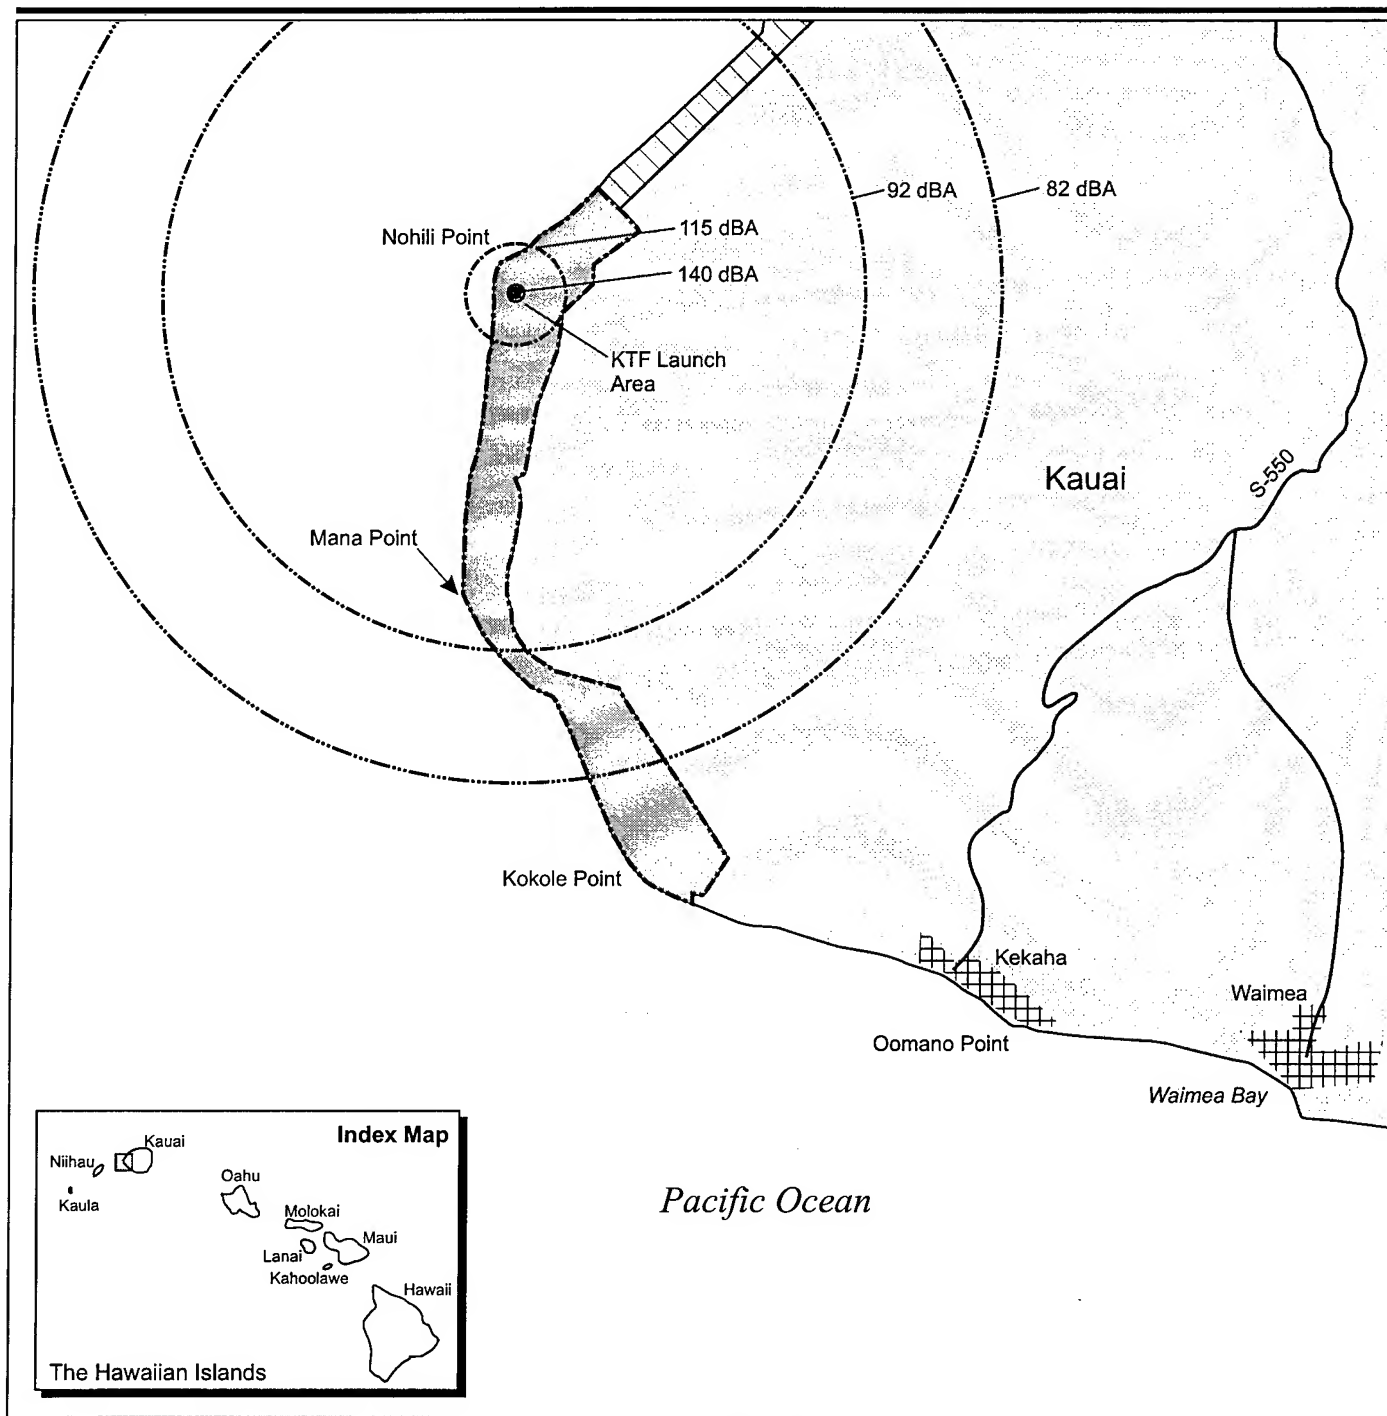 92 dBA
82 dBA
115 dBA
Nohili Point
140 dBA
KTF Launch
Area
Kauai
S-550
Mana Point
Kokole Point
Kekaha
Waimea
Oomano Point
Waimea Bay
Index Map
Kauai
Niihau
Oahu
Kaula
Molokai
Maui
Lanai
Kahoolawe
Hawaii
The Hawaiian Islands
Pacific Ocean